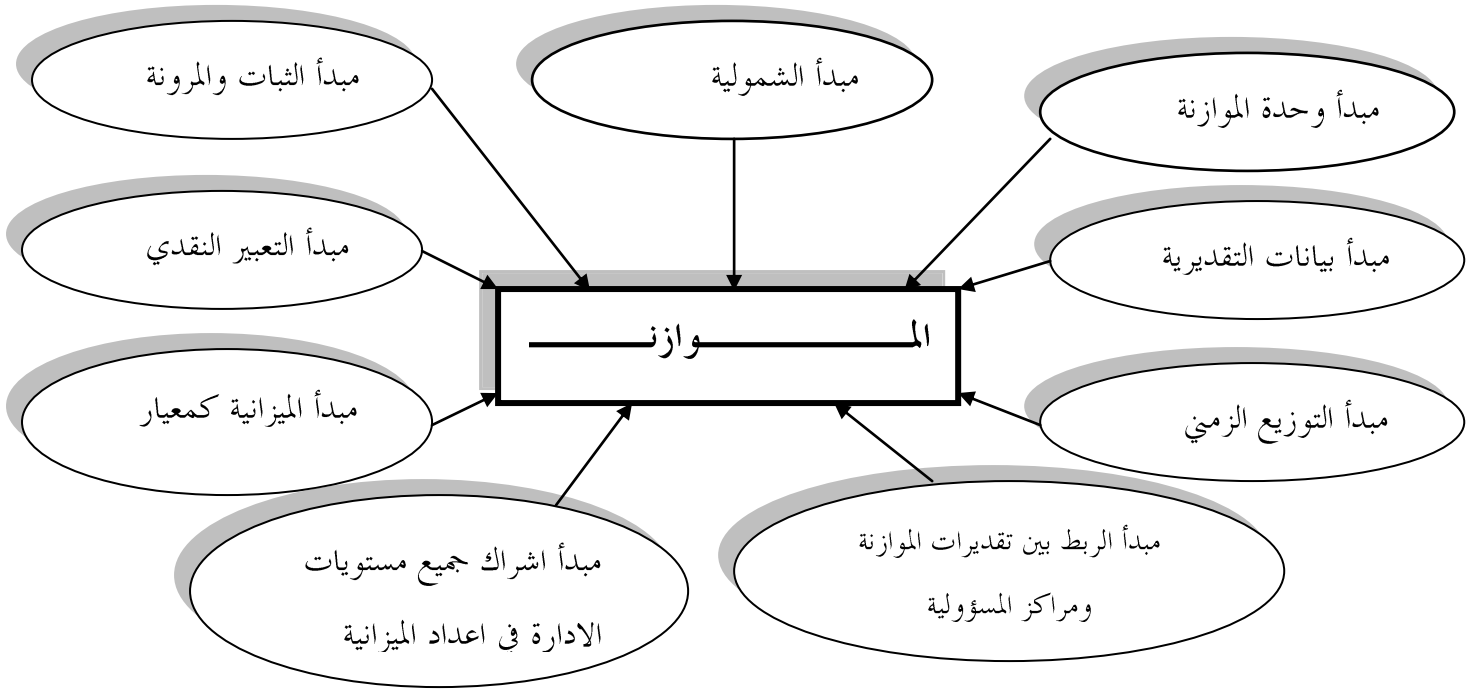 مبدأ الثبات والمرونة
مبدأ الشمولية
مبدأ وحدة الموازنة
مبدأ التعبير النقدي
مبدأ بيانات التقديرية
المـــــــــــــــوازنـــــــــــ
مبدأ الميزانية كمعيار
مبدأ التوزيع الزمني
مبدأ اشراك جميع مستويات
الادارة في اعداد الميزانية
مبدأ الربط بين تقديرات الموازنة
ومراكز المسؤولية